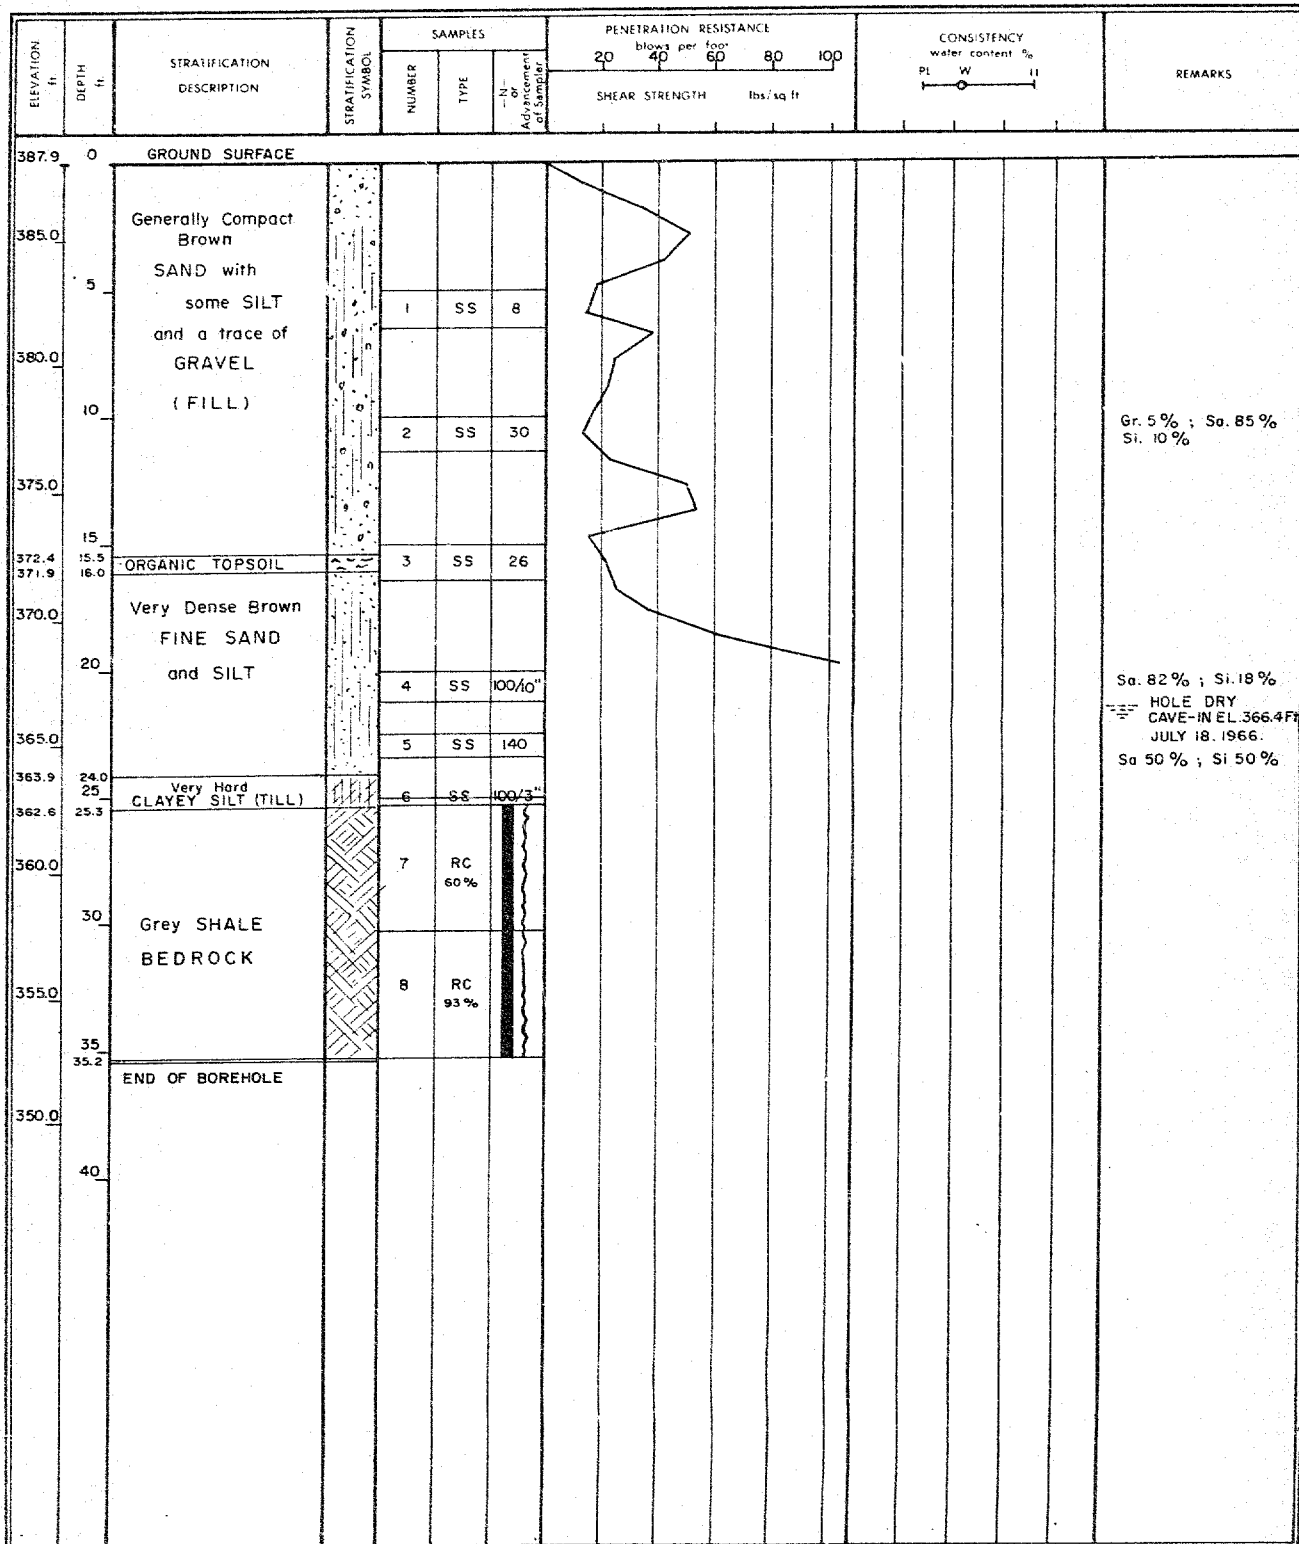 ELEVATION
ft.
DEPTH
ft.
STRATIFICATION
DESCRIPTION
STRATIFICATION
SYMBOL
SAMPLES
NUMBER
TYPE
—N—
or
Advancement
of Sampler
PENETRATION RESISTANCE
blows per foot
20 40 60 80 100
SHEAR STRENGTH lbs/sq ft
CONSISTENCY
water content %
PL W
REMARKS
387.9 0 GROUND SURFACE
Generally Compact
Brown
385.0
SAND with
5
some SILT
1 SS 8
and a trace of
380.0 GRAVEL
(FILL)
10
Gr. 5% ; Sa. 85%
2 SS 30
Si. 10%
375.0
15
372.4 15.5 ORGANIC TOPSOIL 3 SS 26
371.9 16.0
Very Dense Brown
370.0
FINE SAND
20 and SILT
4 SS 100/10"
Sa. 82% ; Si. 18%
HOLE DRY
CAVE-IN EL. 366.4Ft
JULY 18. 1966.
365.0 5 SS 140
Sa 50% ; Si 50%
363.9 24.0
25 Very Hard
CLAYEY SILT (TILL) 6 SS 100/3"
362.6 25.3
360.0 7 RC
60%
30 Grey SHALE
BEDROCK
355.0 8 RC
93%
35
35.2
END OF BOREHOLE
350.0
40